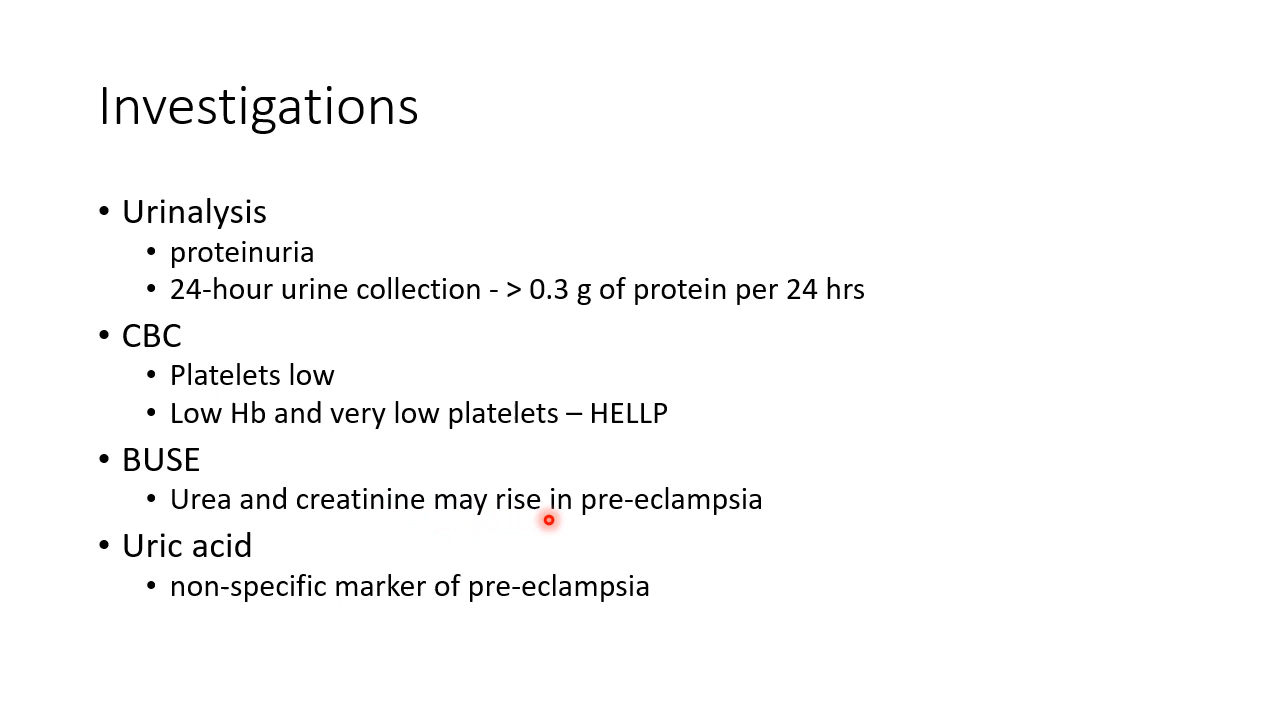 Investigations
• Urinalysis
• proteinuria
• 24-hour urine collection - > 0.3 g of protein per 24 hrs
• CBC
• Platelets low
• Low Hb and very low platelets – HELLP
• BUSE
• Urea and creatinine may rise in pre-eclampsia
• Uric acid
• non-specific marker of pre-eclampsia